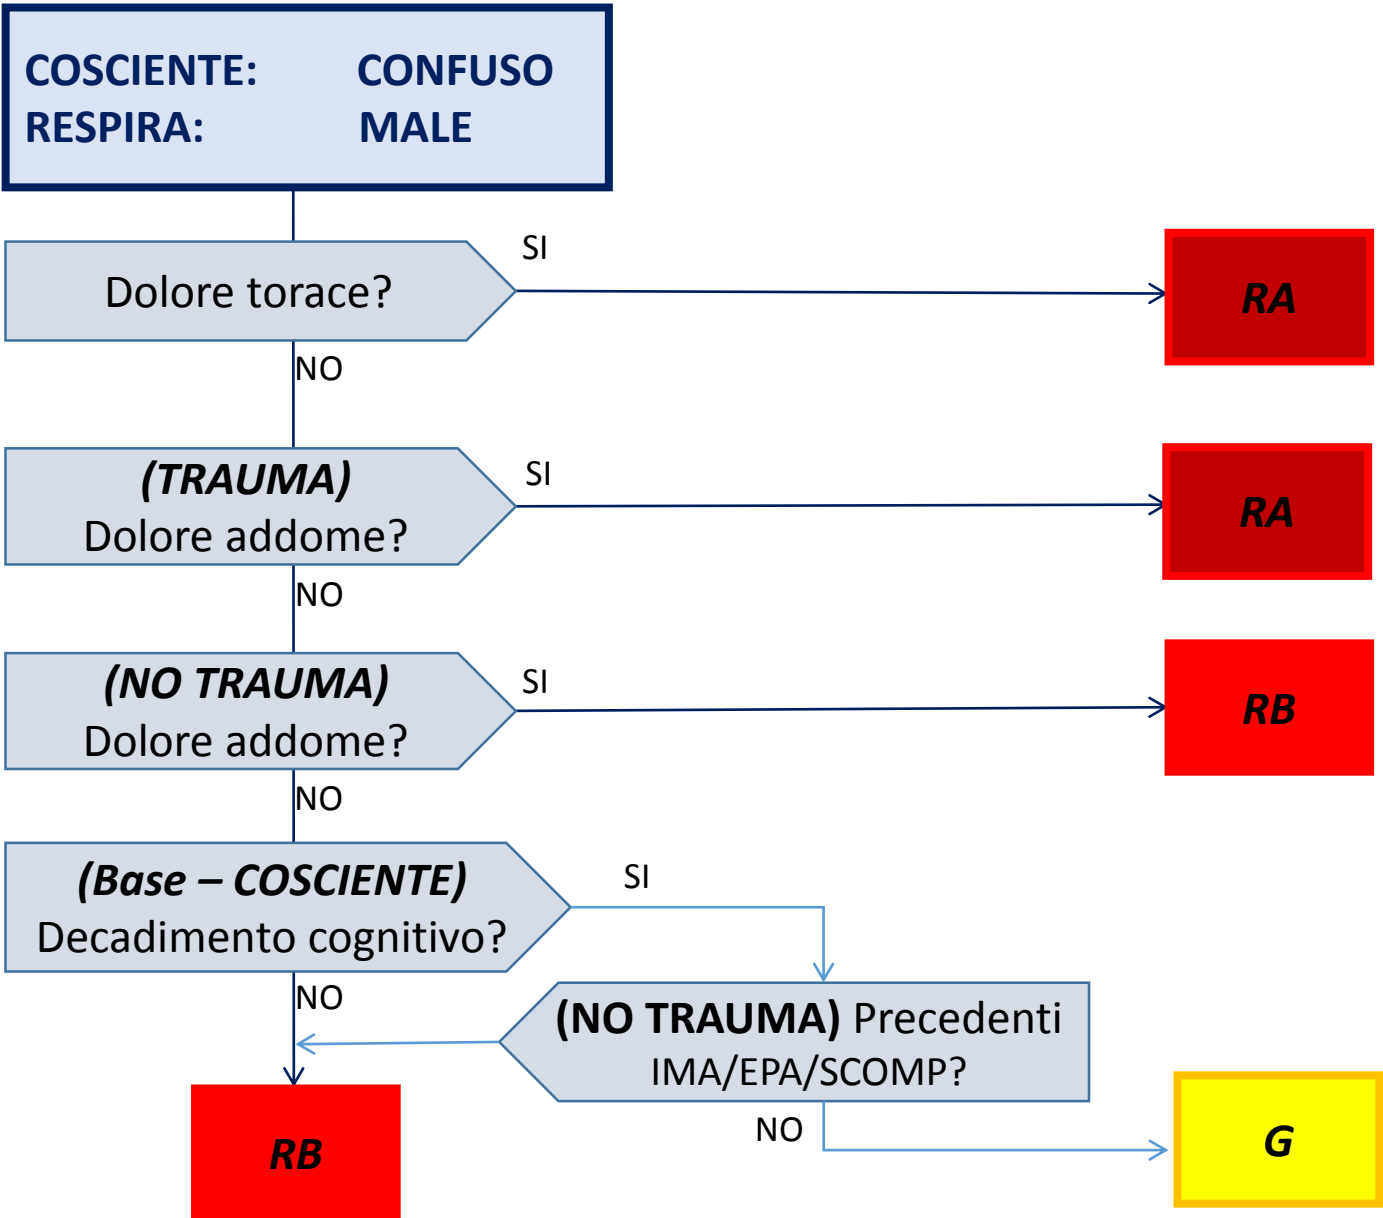 COSCIENTE: CONFUSO
RESPIRA: MALE
SI
Dolore torace?
RA
NO
(TRAUMA)
SI
Dolore addome?
RA
NO
(NO TRAUMA)
SI
Dolore addome?
RB
NO
(Base – COSCIENTE)
SI
Decadimento cognitivo?
NO
(NO TRAUMA) Precedenti
IMA/EPA/SCOMP?
NO
RB
G